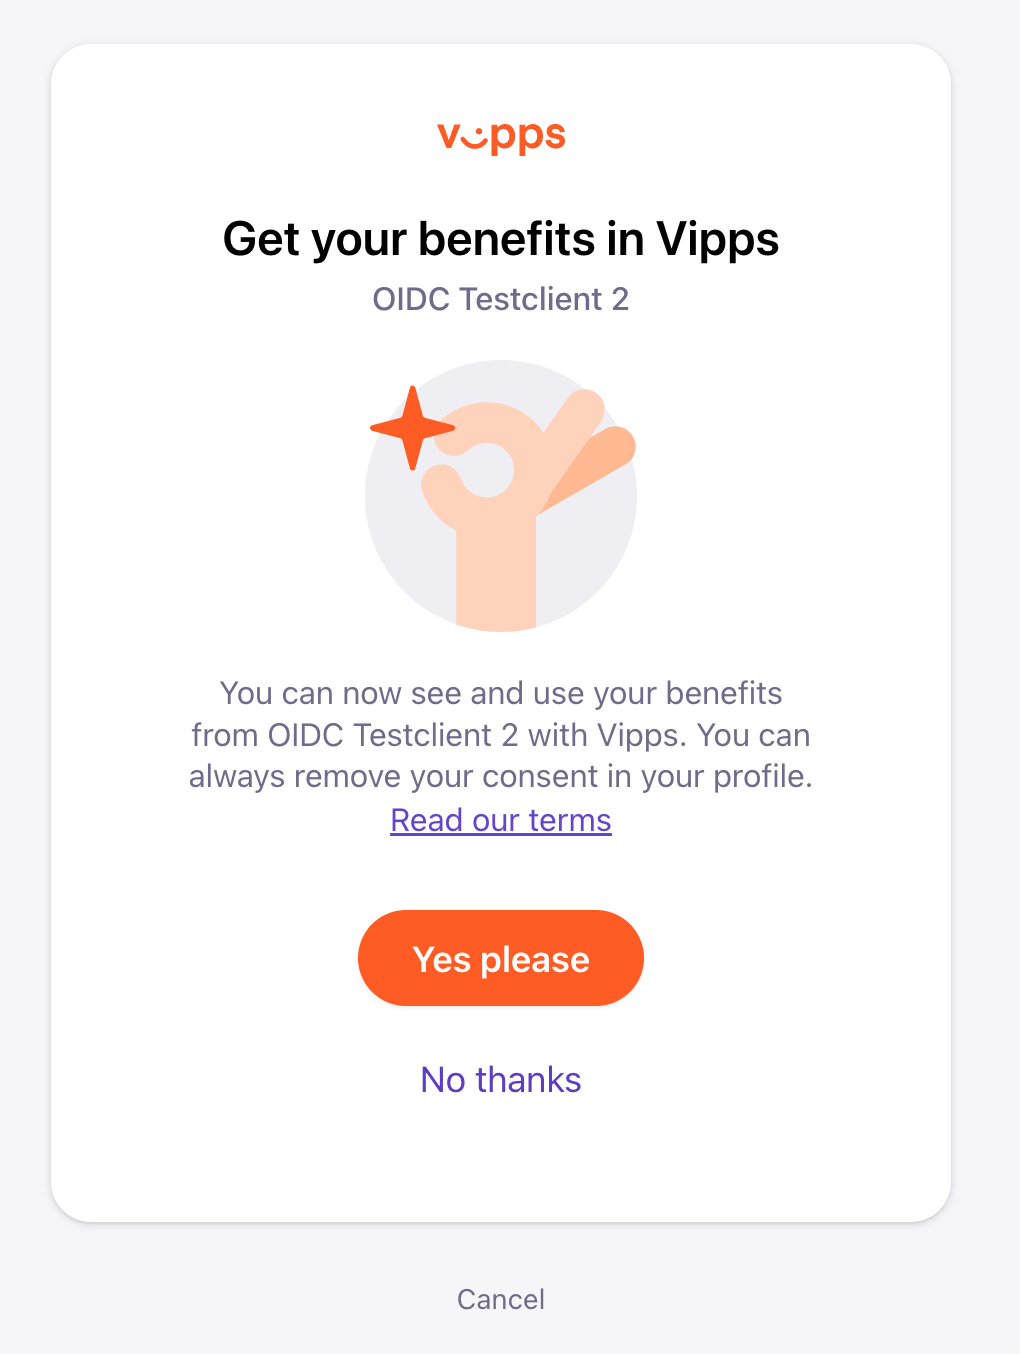 vipps
Get your benefits in Vipps
OIDC Testclient 2
You can now see and use your benefits
from OIDC Testclient 2 with Vipps. You can
always remove your consent in your profile.
Read our terms
Yes please
No thanks
Cancel